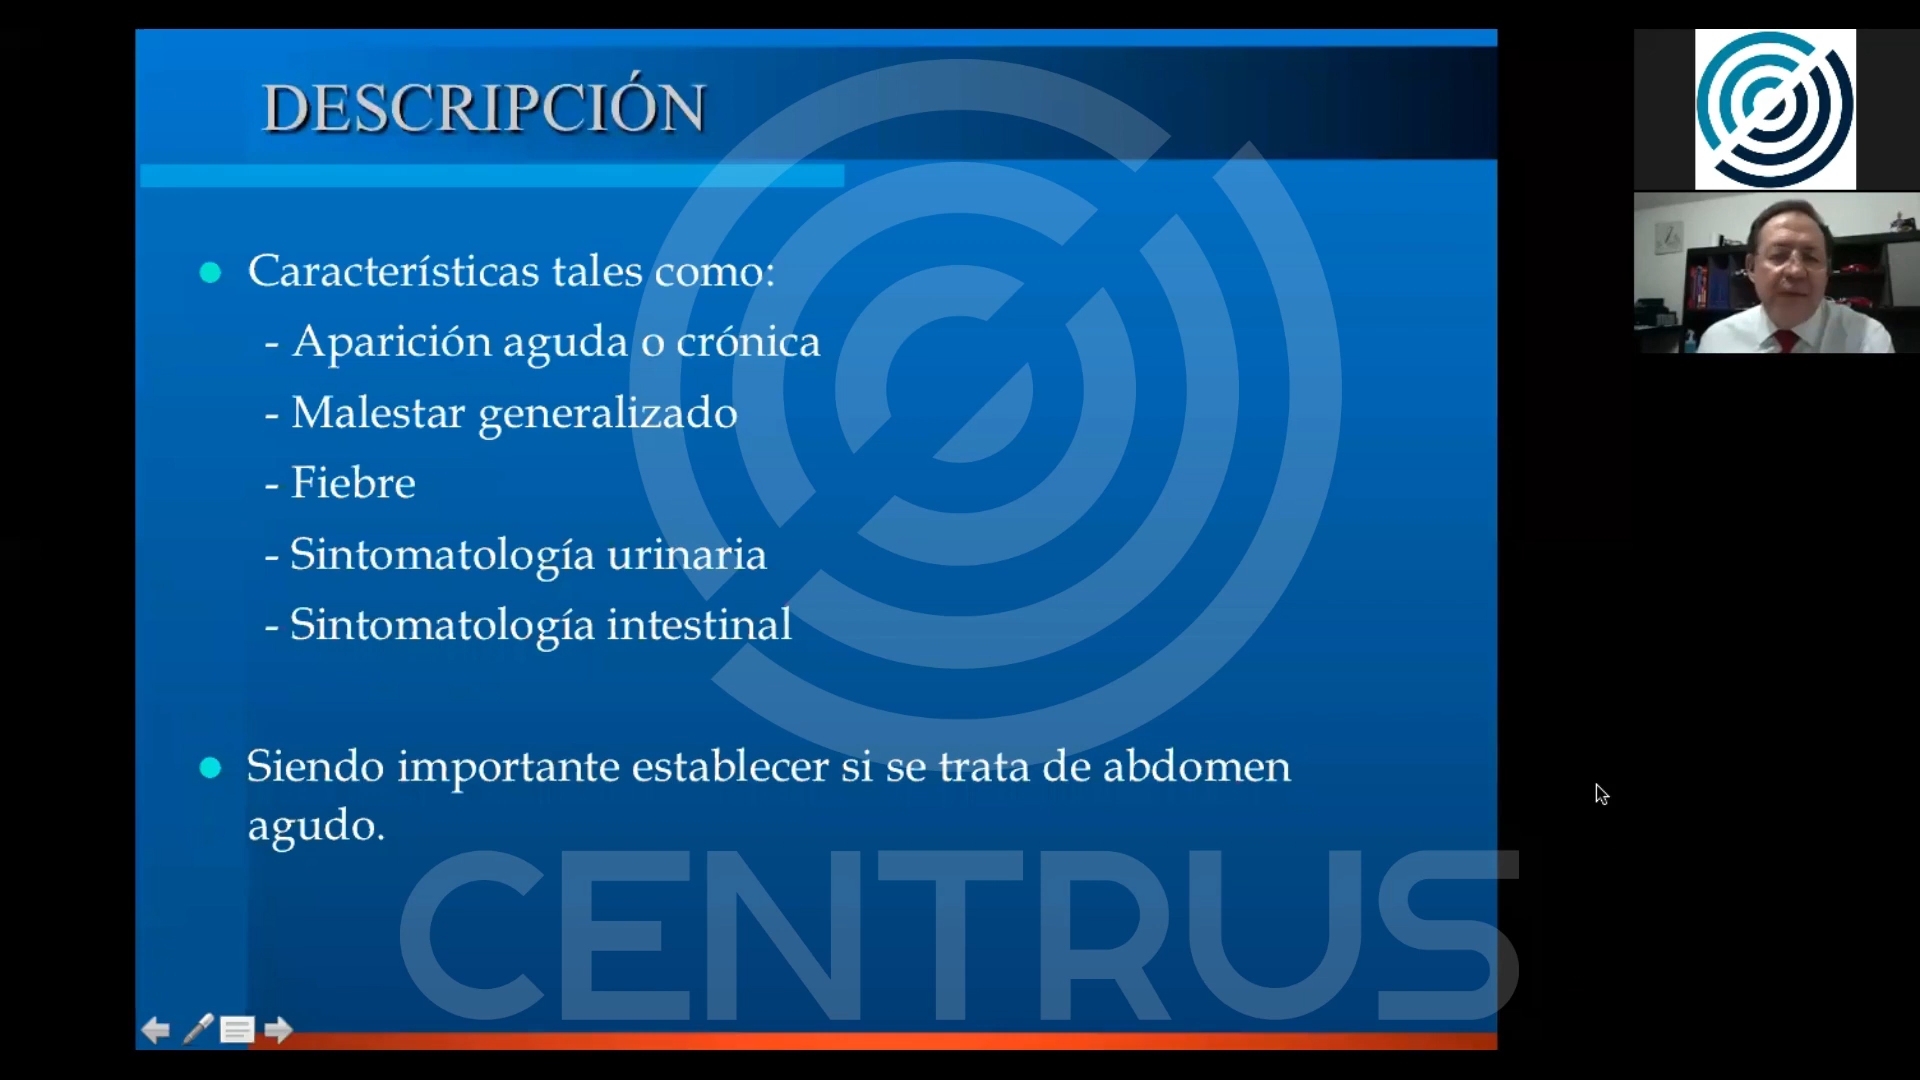 DESCRIPCIÓN
Características tales como:
- Aparición aguda o crónica
- Malestar generalizado
- Fiebre
- Sintomatología urinaria
- Sintomatología intestinal
Siendo importante establecer si se trata de abdomen
agudo.
CENTRUS